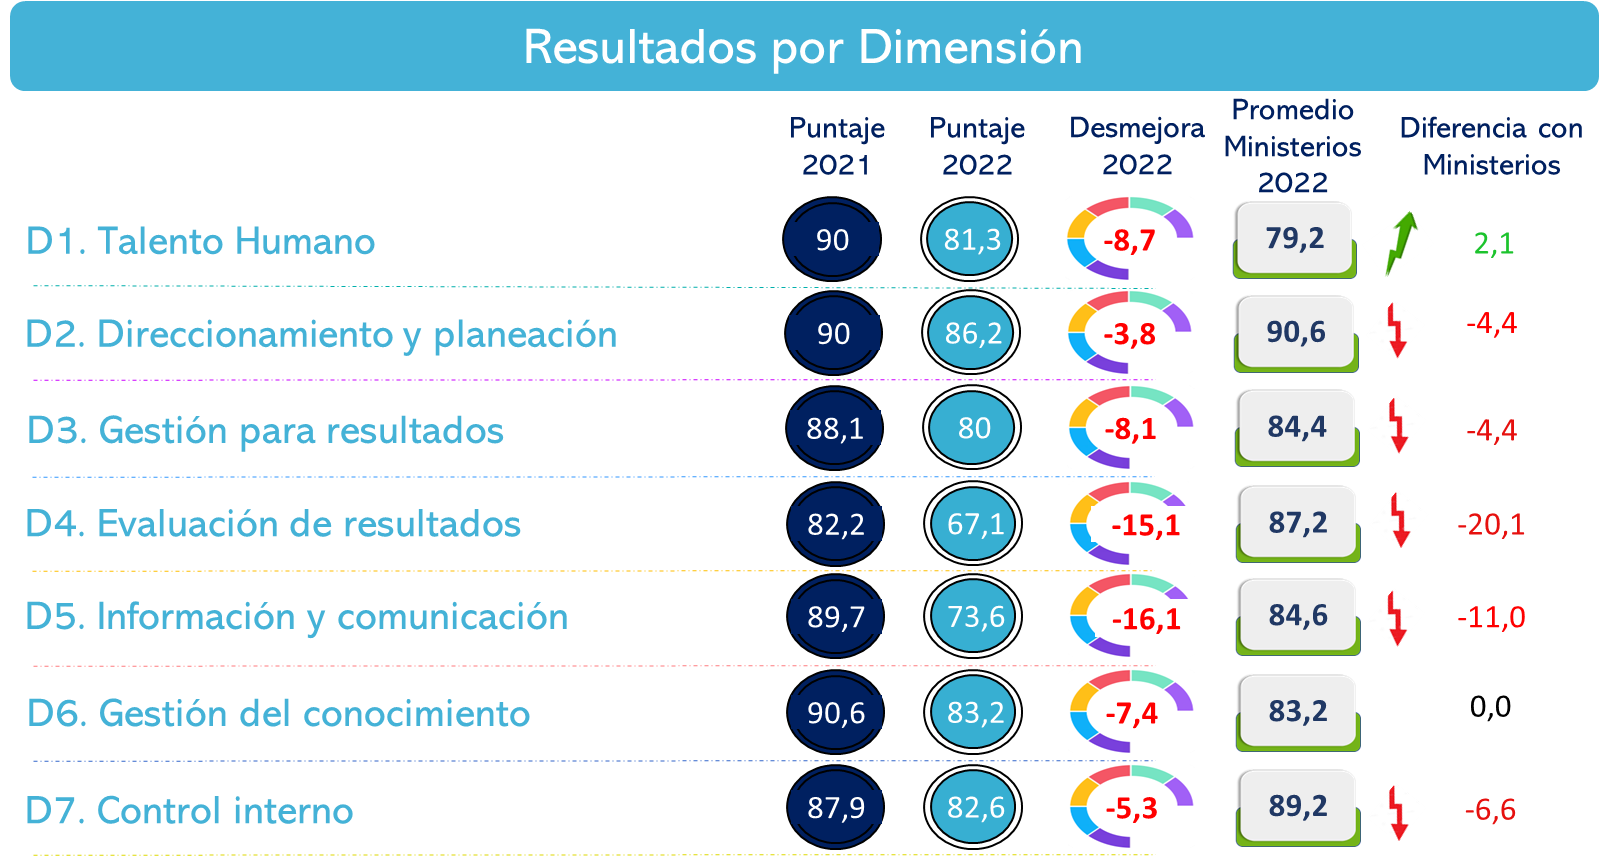 Resultados por Dimensión
Puntaje 2021
Puntaje 2022
Desmejora 2022
Promedio Ministerios 2022
Diferencia con Ministerios
D1. Talento Humano 90 81,3 -8,7 79,2 2,1
D2. Direccionamiento y planeación 90 86,2 -3,8 90,6 -4,4
D3. Gestión para resultados 88,1 80 -8,1 84,4 -4,4
D4. Evaluación de resultados 82,2 67,1 -15,1 87,2 -20,1
D5. Información y comunicación 89,7 73,6 -16,1 84,6 -11,0
D6. Gestión del conocimiento 90,6 83,2 -7,4 83,2 0,0
D7. Control interno 87,9 82,6 -5,3 89,2 -6,6